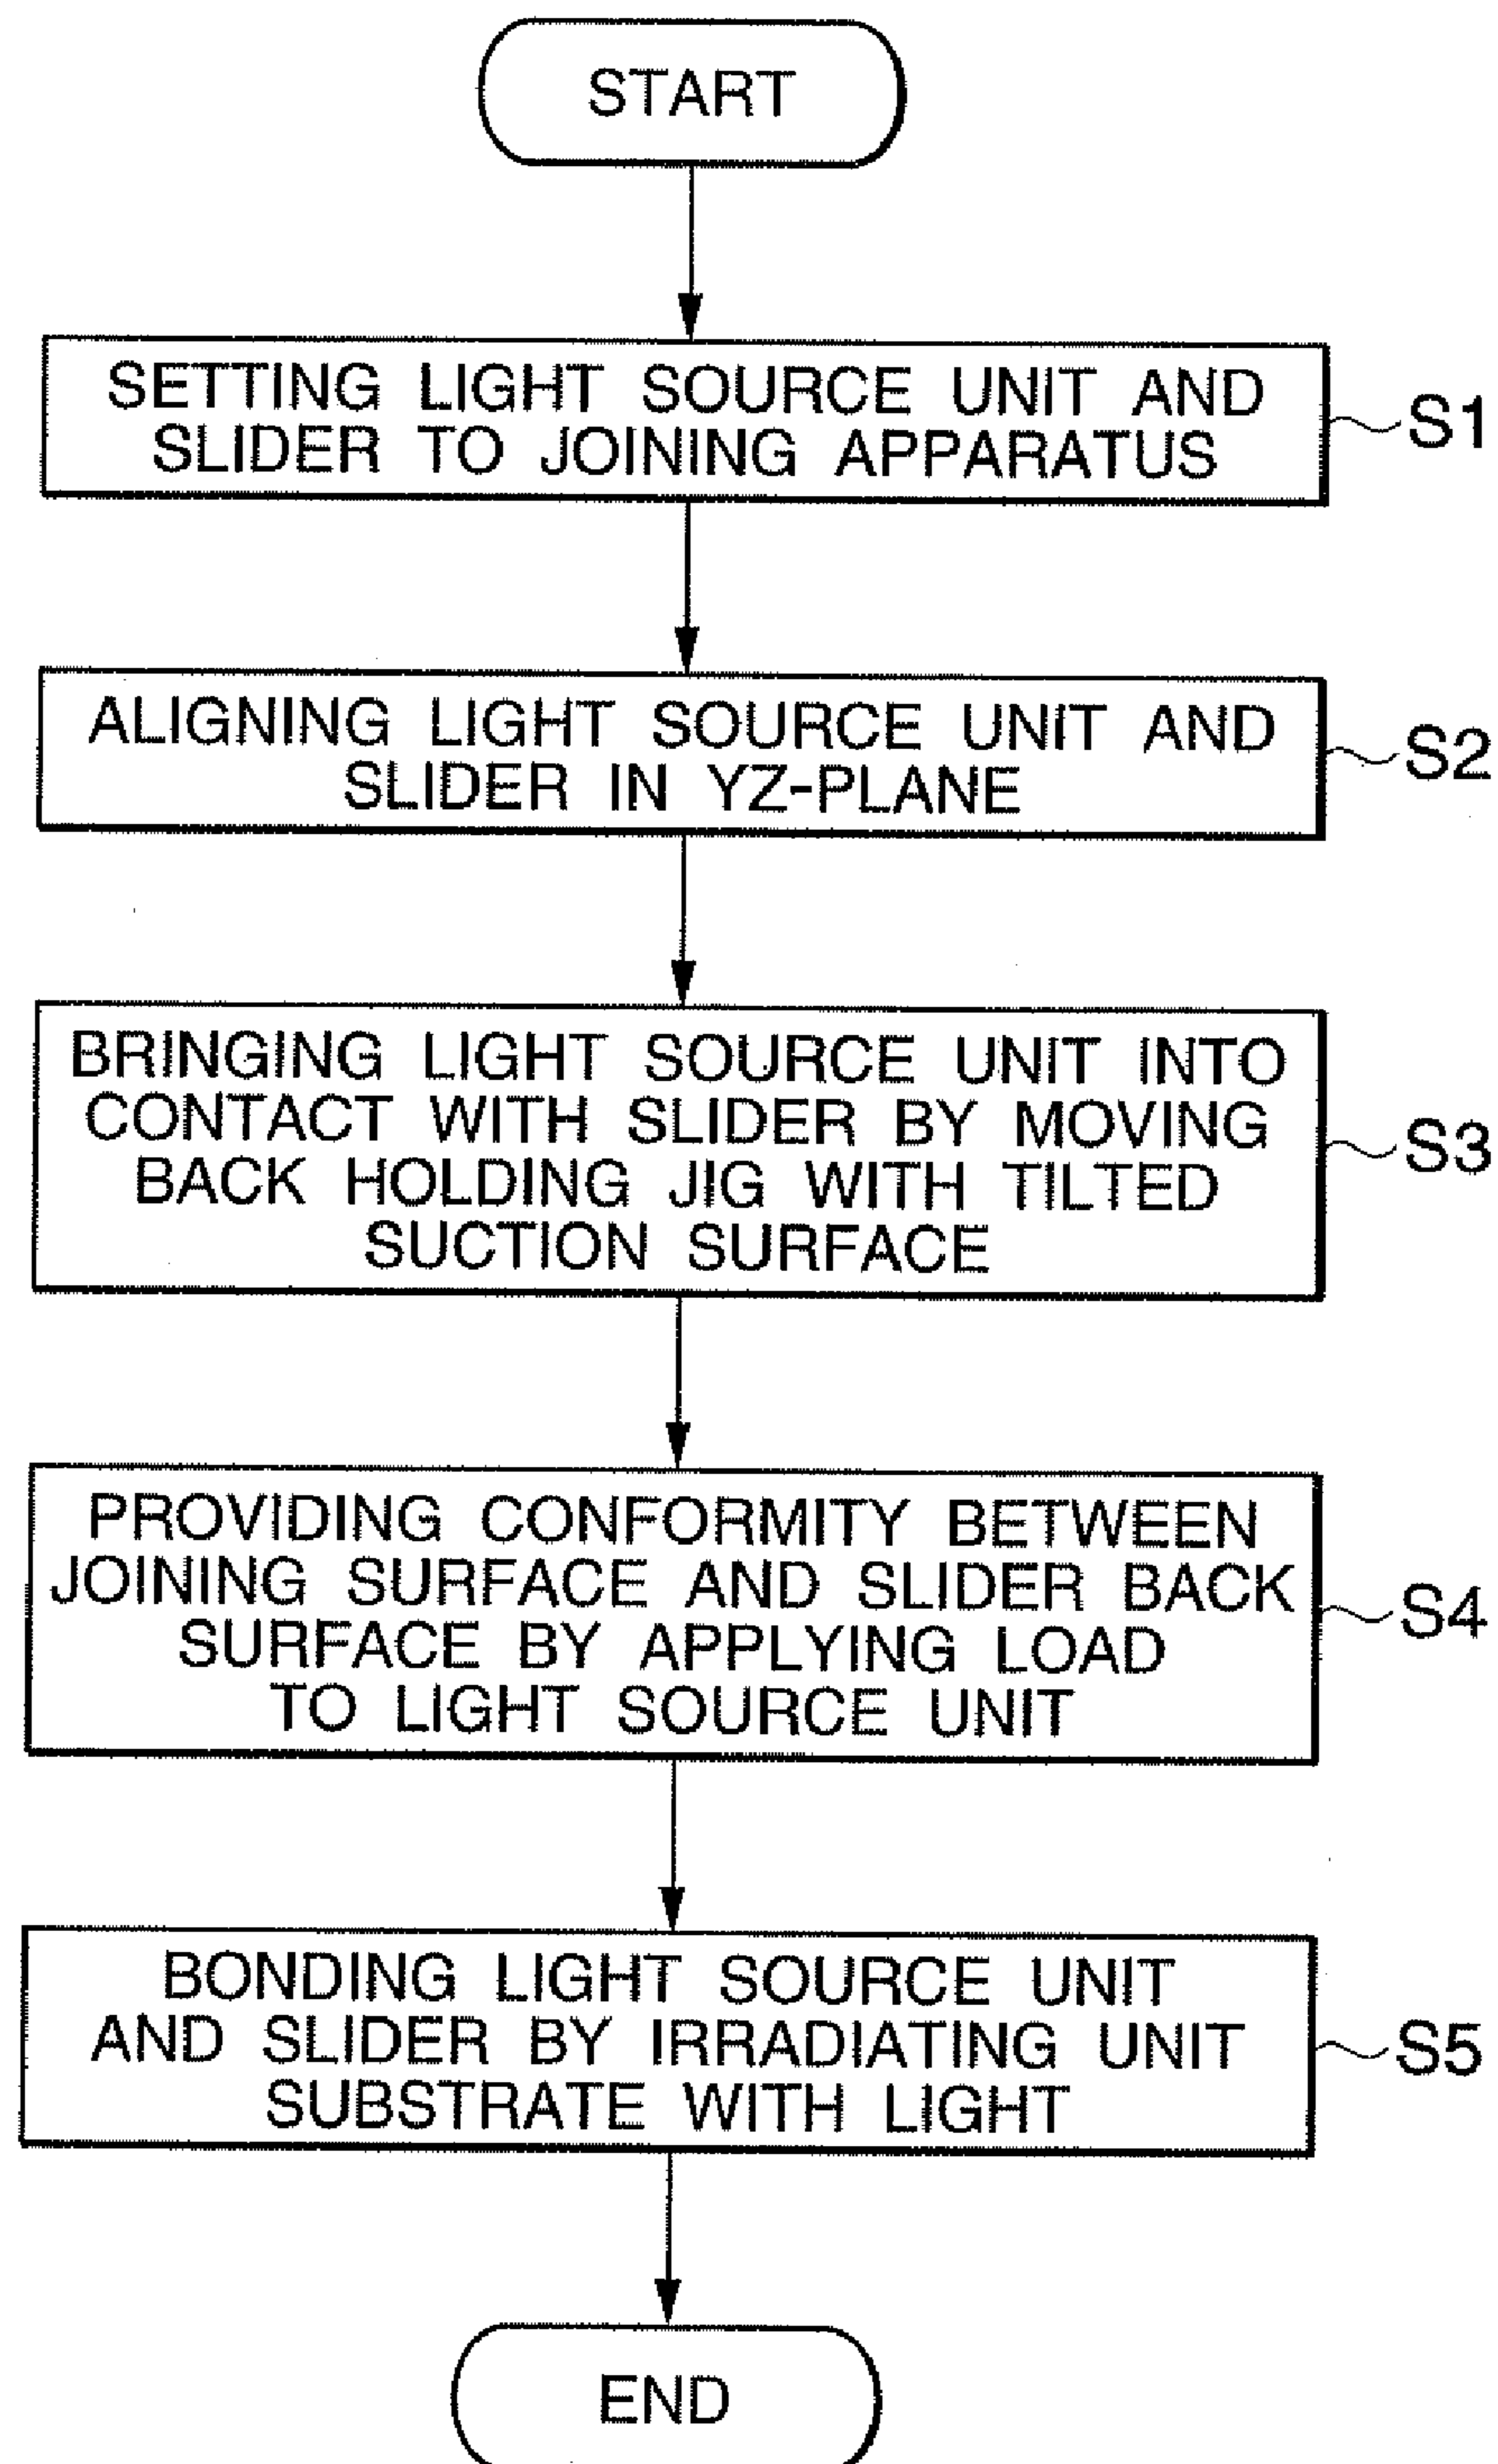 START
SETTING LIGHT SOURCE UNIT AND
SLIDER TO JOINING APPARATUS
S1
ALIGNING LIGHT SOURCE UNIT AND
SLIDER IN YZ-PLANE
S2
BRINGING LIGHT SOURCE UNIT INTO
CONTACT WITH SLIDER BY MOVING
BACK HOLDING JIG WITH TILTED
SUCTION SURFACE
S3
PROVIDING CONFORMITY BETWEEN
JOINING SURFACE AND SLIDER BACK
SURFACE BY APPLYING LOAD
TO LIGHT SOURCE UNIT
S4
BONDING LIGHT SOURCE UNIT
AND SLIDER BY IRRADIATING UNIT
SUBSTRATE WITH LIGHT
S5
END